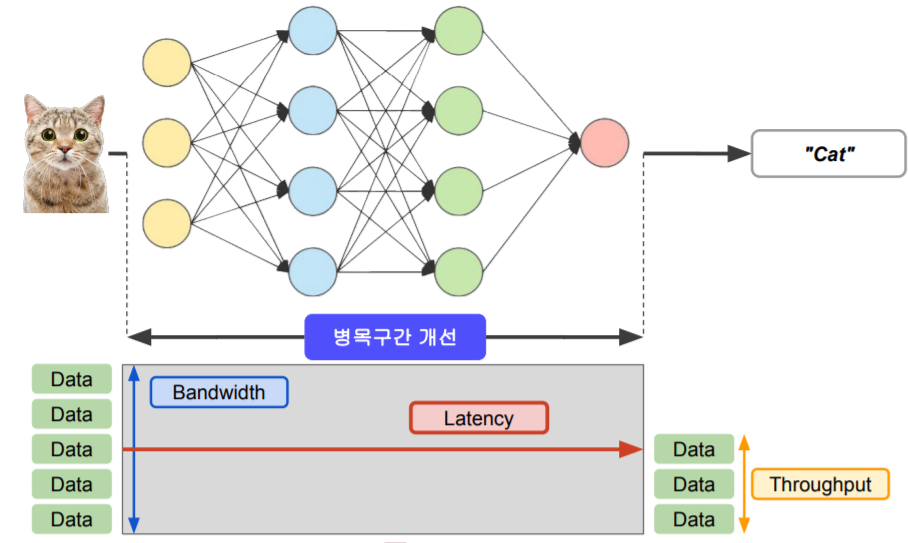 "Cat"
병목구간 개선
Data
Data
Data
Data
Data
Bandwidth
Latency
Data
Data
Data
Throughput